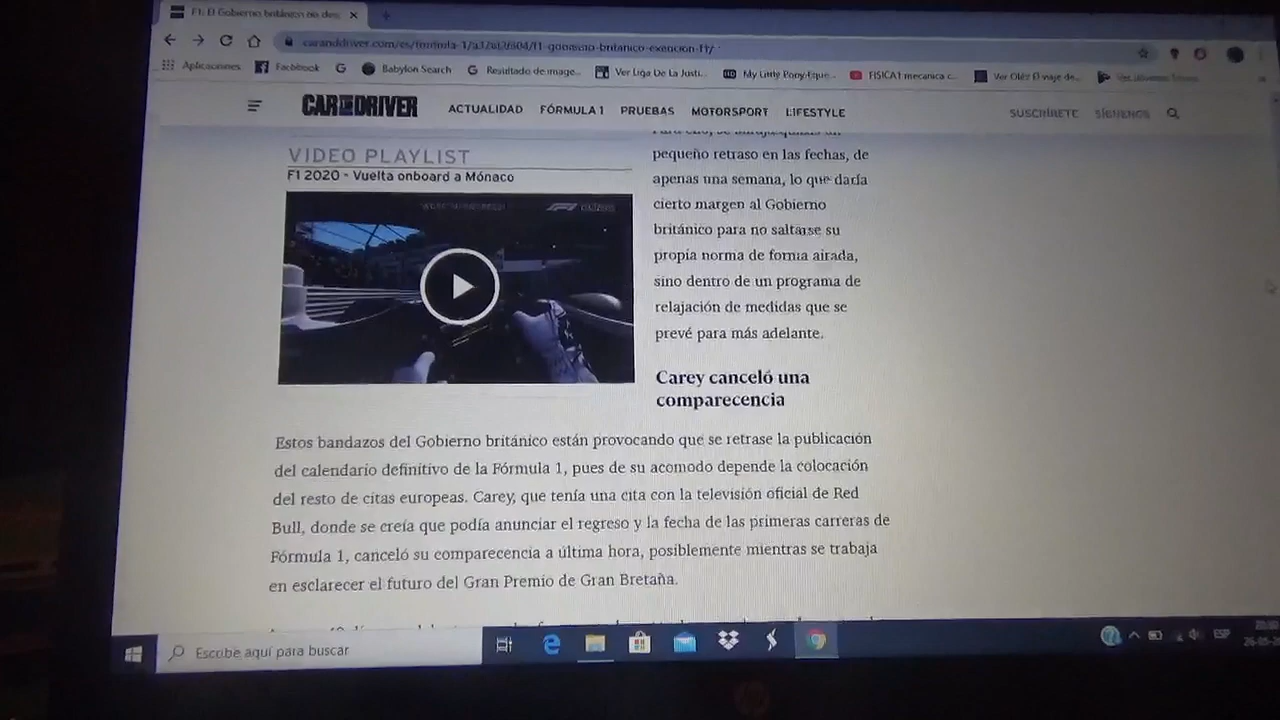 F1: El Gobierno británico no des
caranddriver.com/es/formula-1/
Aplicaciones
Facebook
G
Babylon Search
Resultado de image...
Ver Liga De La Justi...
My Little Pony-Eque...
FISICA1 mecanica c...
Ver Olé! El viaje de...
CAR AND DRIVER
ACTUALIDAD
FÓRMULA 1
PRUEBAS
MOTORSPORT
LIFESTYLE
SUSCRÍBETE
SÍGUENOS
VIDEO PLAYLIST
F1 2020 - Vuelta onboard a Mónaco
pequeño retraso en las fechas, de
apenas una semana, lo que daría
cierto margen al Gobierno
británico para no saltarse su
propia norma de forma airada,
sino dentro de un programa de
relajación de medidas que se
prevé para más adelante.
Carey canceló una
comparecencia
Estos bandazos del Gobierno británico están provocando que se retrase la publicación
del calendario definitivo de la Fórmula 1, pues de su acomodo depende la colocación
del resto de citas europeas. Carey, que tenía una cita con la televisión oficial de Red
Bull, donde se creía que podía anunciar el regreso y la fecha de las primeras carreras de
Fórmula 1, canceló su comparecencia a última hora, posiblemente mientras se trabaja
en esclarecer el futuro del Gran Premio de Gran Bretaña.
Escribe aquí para buscar
ESP